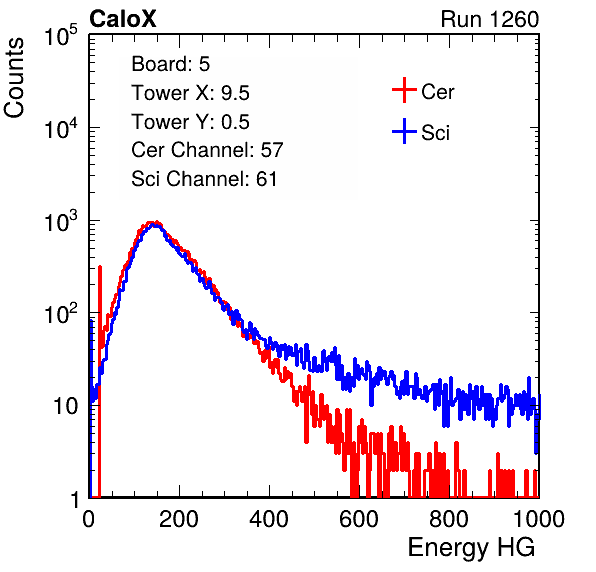 CaloX Run 1260
Counts
Board: 5
Tower X: 9.5
Tower Y: 0.5
Cer Channel: 57
Sci Channel: 61
Cer
Sci
10^5
10^4
10^3
10^2
10
1
0 200 400 600 800 1000
Energy HG